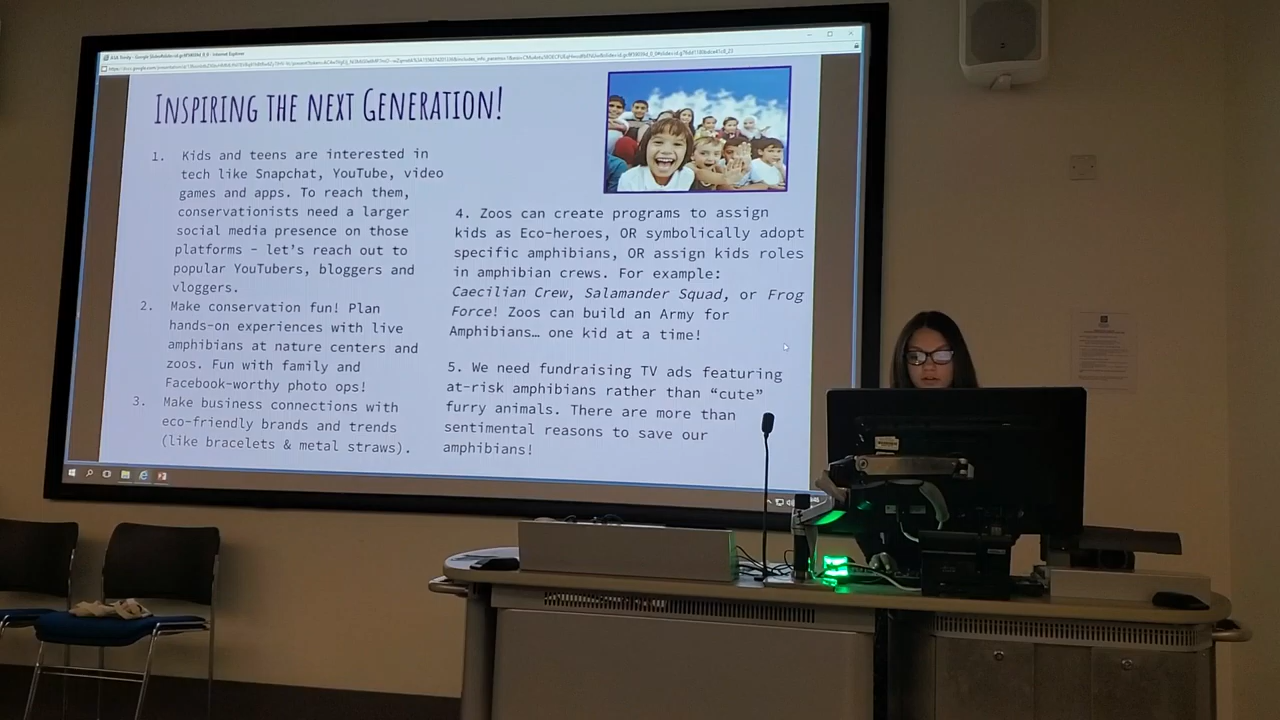 INSPIRING THE NEXT GENERATION!
1. Kids and teens are interested in
tech like Snapchat, YouTube, video
games and apps. To reach them,
conservationists need a larger
social media presence on those
platforms – let's reach out to
popular YouTubers, bloggers and
vloggers.
2. Make conservation fun! Plan
hands-on experiences with live
amphibians at nature centers and
zoos. Fun with family and
Facebook-worthy photo ops!
3. Make business connections with
eco-friendly brands and trends
(like bracelets & metal straws).
4. Zoos can create programs to assign
kids as Eco-heroes, OR symbolically adopt
specific amphibians, OR assign kids roles
in amphibian crews. For example:
Caecilian Crew, Salamander Squad, or Frog
Force! Zoos can build an Army for
Amphibians… one kid at a time!
5. We need fundraising TV ads featuring
at-risk amphibians rather than “cute”
furry animals. There are more than
sentimental reasons to save our
amphibians!